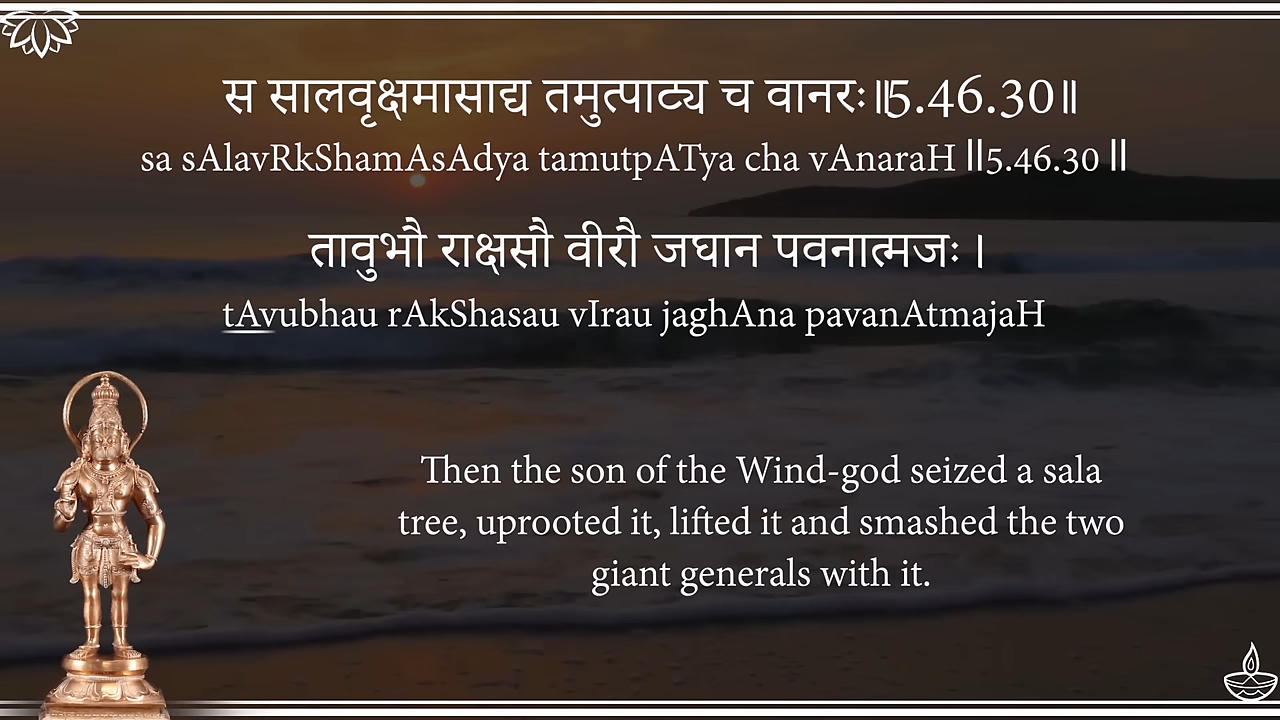 स सालवृक्षमासाद्य तमुत्पाट्य च वानरः॥5.46.30॥
sa sAlavRkShamAsAdya tamutpATya cha vAnaraH ॥5.46.30 ॥
तावुभौ राक्षसौ वीरौ जघान पवनात्मजः ।
tAvubhau rAkShasau vIrau jaghAna pavanAtmajaH
Then the son of the Wind-god seized a sala
tree, uprooted it, lifted it and smashed the two
giant generals with it.